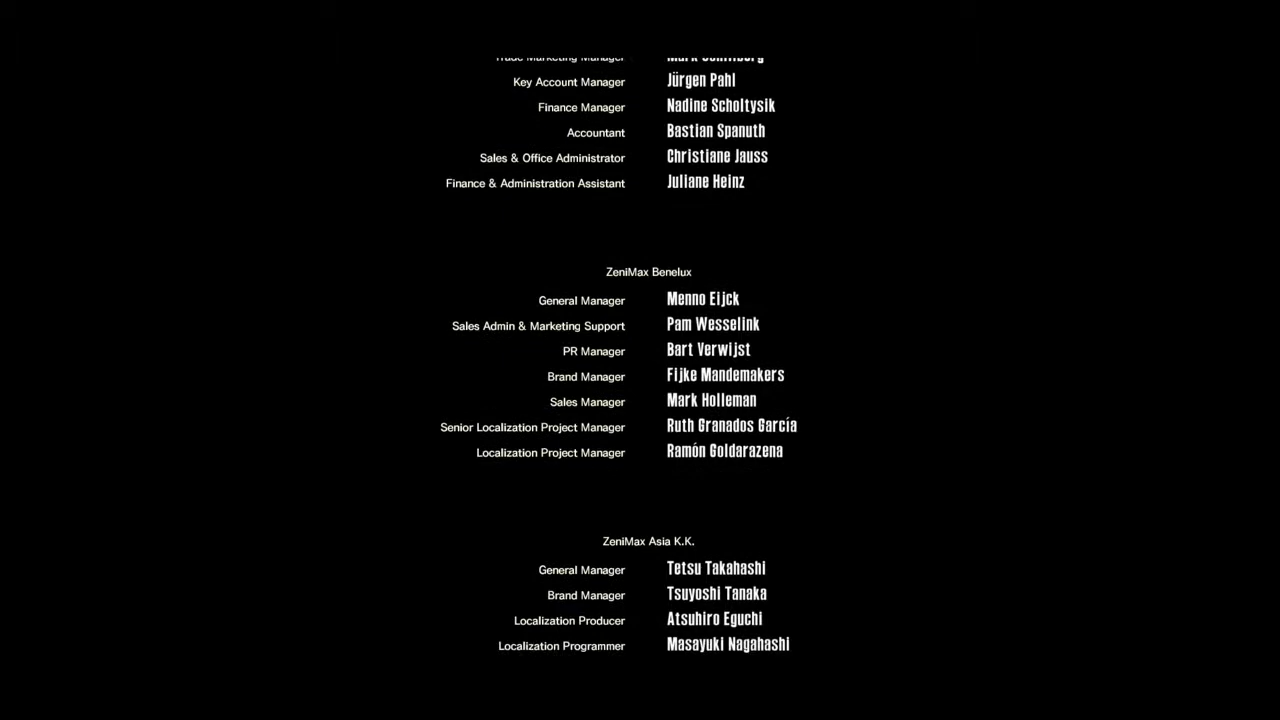 Trade Marketing Manager Mark
Key Account Manager Jürgen Pahl
Finance Manager Nadine Scholtysik
Accountant Bastian Spanuth
Sales & Office Administrator Christiane Jauss
Finance & Administration Assistant Juliane Heinz
ZeniMax Benelux
General Manager Menno Eijck
Sales Admin & Marketing Support Pam Wesselink
PR Manager Bart Verwijst
Brand Manager Fijke Mandemakers
Sales Manager Mark Holleman
Senior Localization Project Manager Ruth Granados García
Localization Project Manager Ramón Goldarazena
ZeniMax Asia K.K.
General Manager Tetsu Takahashi
Brand Manager Tsuyoshi Tanaka
Localization Producer Atsuhiro Eguchi
Localization Programmer Masayuki Nagahashi